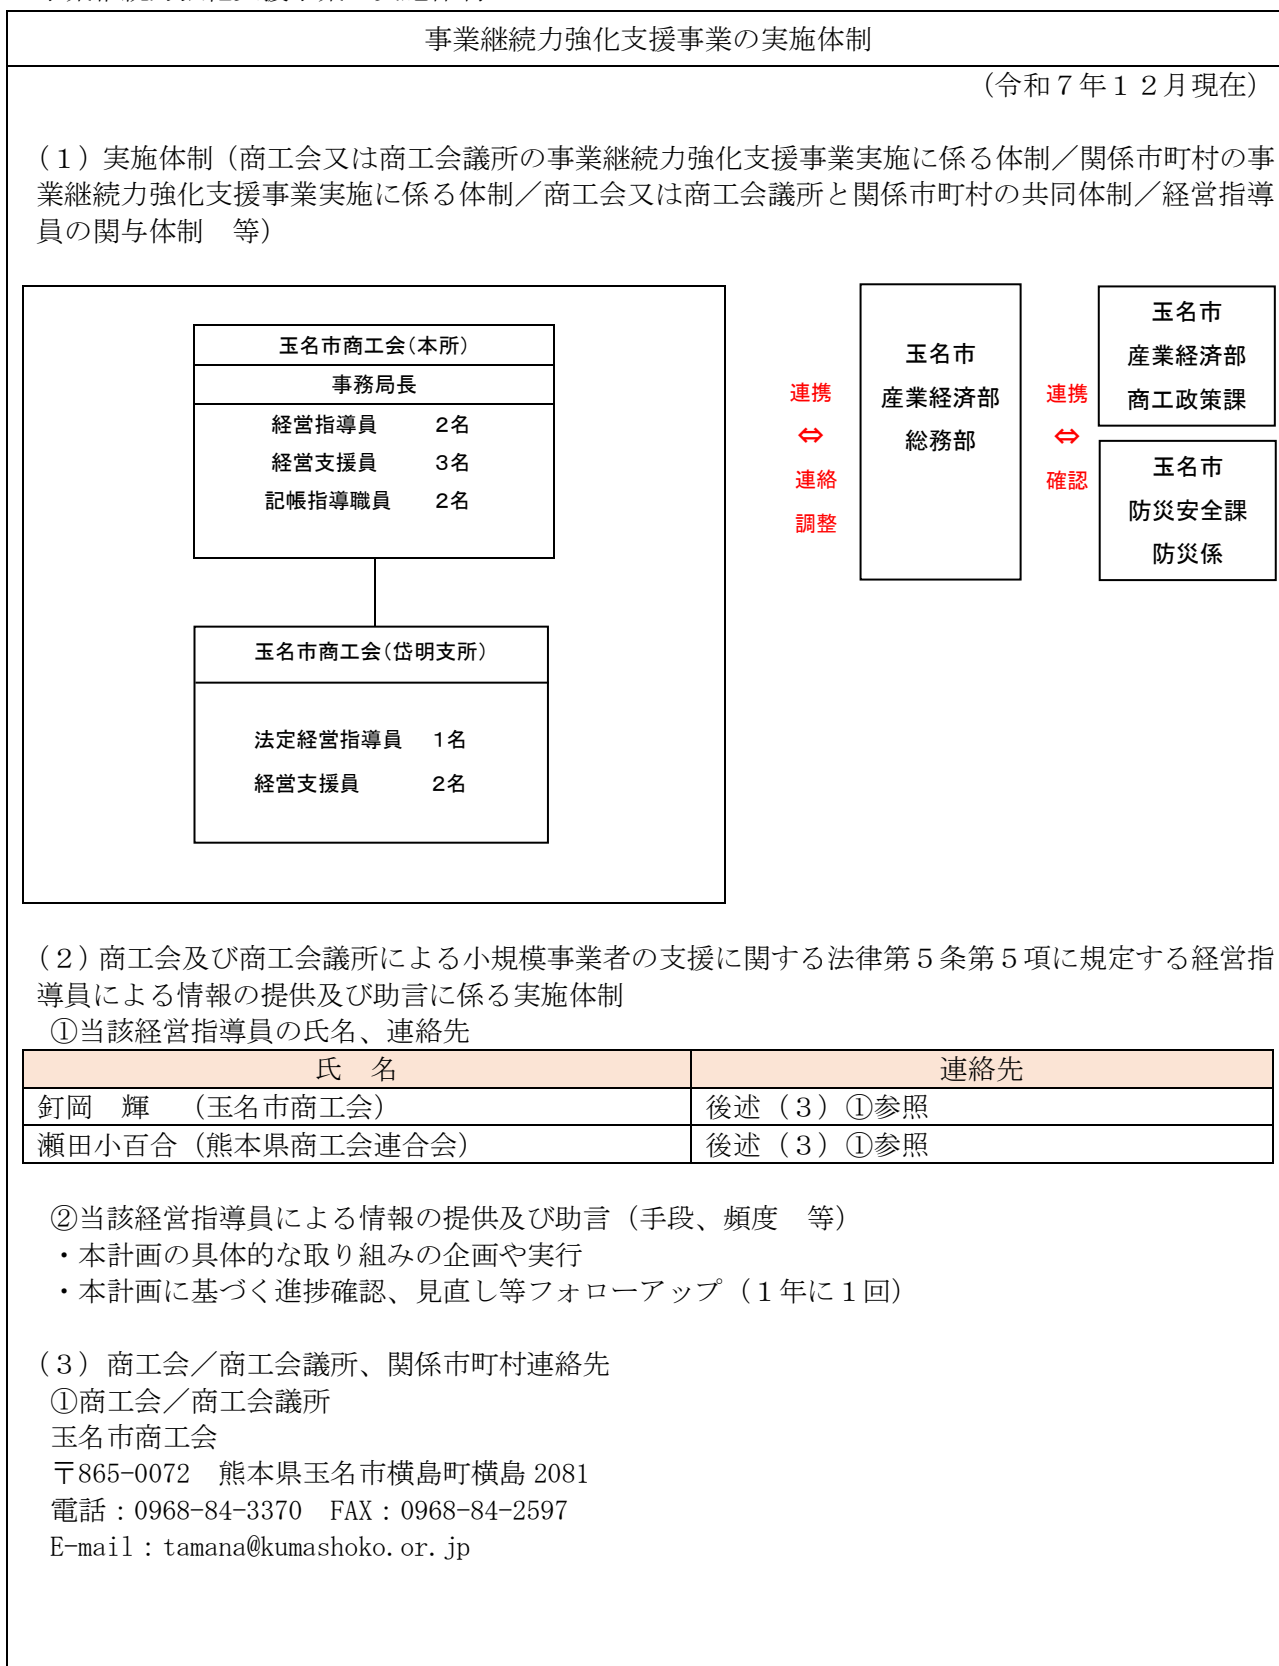 事業継続力強化支援事業の実施体制
（令和７年１２月現在）
（１）実施体制（商工会又は商工会議所の事業継続力強化支援事業実施に係る体制／関係市町村の事
業継続力強化支援事業実施に係る体制／商工会又は商工会議所と関係市町村の共同体制／経営指導
員の関与体制　等）
玉名市商工会（本所）
事務局長
経営指導員　　2名
経営支援員　　3名
記帳指導職員　2名
玉名市商工会（岱明支所）
法定経営指導員　1名
経営支援員　　　2名
連携
⇔
連絡
調整
玉名市
産業経済部
総務部
連携
⇔
確認
玉名市
産業経済部
商工政策課
玉名市
防災安全課
防災係
（２）商工会及び商工会議所による小規模事業者の支援に関する法律第５条第５項に規定する経営指
導員による情報の提供及び助言に係る実施体制
①当該経営指導員の氏名、連絡先
氏　名　連絡先
釘岡　輝　（玉名市商工会）　後述（３）①参照
瀬田小百合（熊本県商工会連合会）　後述（３）①参照
②当該経営指導員による情報の提供及び助言（手段、頻度　等）
・本計画の具体的な取り組みの企画や実行
・本計画に基づく進捗確認、見直し等フォローアップ（１年に１回）
（３）商工会／商工会議所、関係市町村連絡先
①商工会／商工会議所
玉名市商工会
〒865-0072　熊本県玉名市横島町横島 2081
電話：0968-84-3370　FAX：0968-84-2597
E-mail：tamana@kumashoko.or.jp